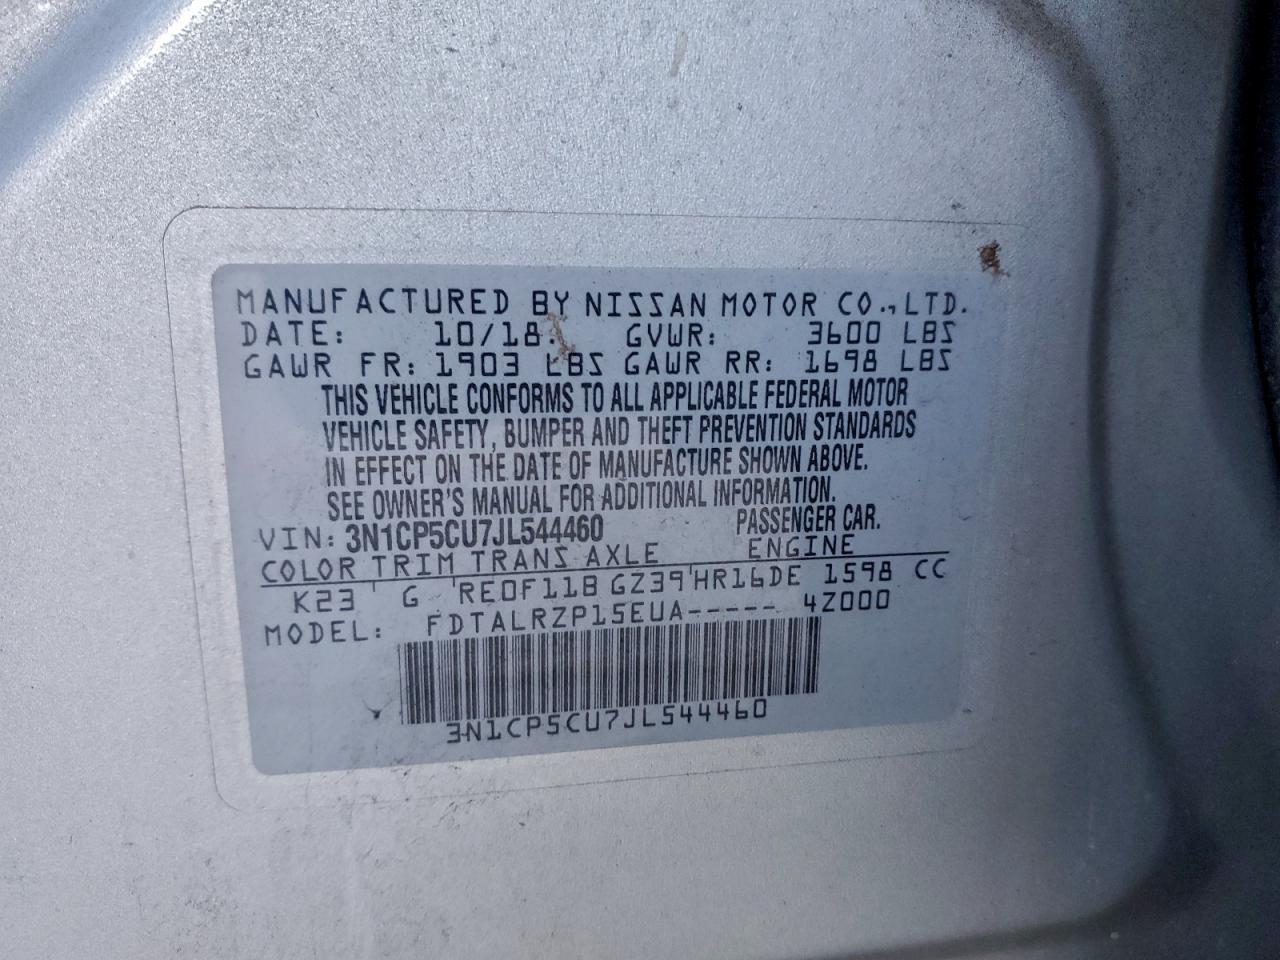 MANUFACTURED BY NISSAN MOTOR CO.,LTD.
DATE: 10/18 GVWR: 3600 LBS
GAWR FR: 1903 LBS GAWR RR: 1698 LBS
THIS VEHICLE CONFORMS TO ALL APPLICABLE FEDERAL MOTOR
VEHICLE SAFETY, BUMPER AND THEFT PREVENTION STANDARDS
IN EFFECT ON THE DATE OF MANUFACTURE SHOWN ABOVE.
SEE OWNER'S MANUAL FOR ADDITIONAL INFORMATION.
VIN: 3N1CP5CU7JL544460 PASSENGER CAR.
COLOR TRIM TRANS AXLE ENGINE
K23 G RE0F11B GZ39 HR16DE 1598 CC
MODEL: FDTALRZP15EUA----- 4Z000
3N1CP5CU7JL544460